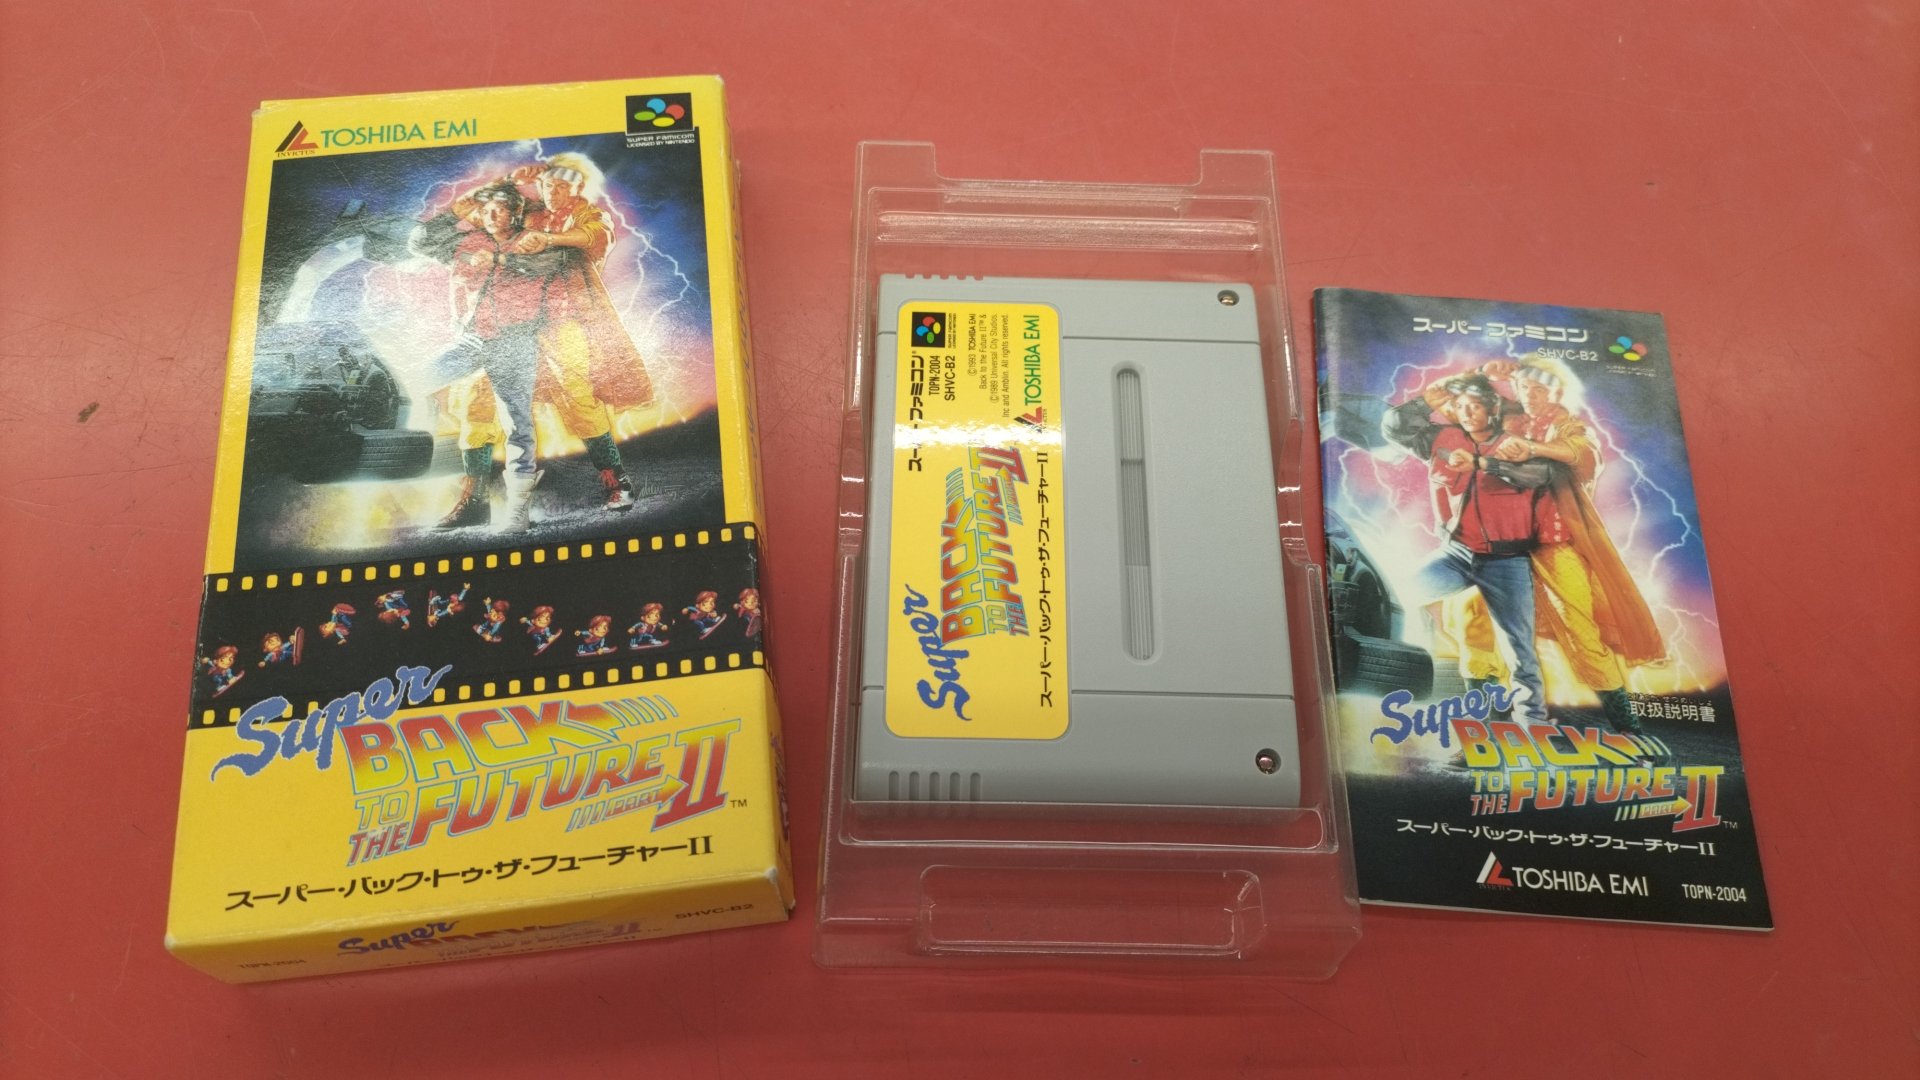 INVICTUS
TOSHIBA EMI
SUPER FAMICOM
LICENSED BY NINTENDO
Super
BACK
TO
THE FUTURE
PART II
TM
スーパー・バック・トゥ・ザ・フューチャーII
Super
SHVC-B2
TOPN-2004
スーパーファミコン
TOPN-2004
SHVC-B2
©1993 TOSHIBA EMI
Back to the Future II™ &
©1989 Universal City Studios,
Inc and Amblin. All rights reserved.
TOSHIBA EMI
Super
BACK
TO
THE FUTURE
II
スーパー・バック・トゥ・ザ・フューチャーII
スーパーファミコン
SHVC-B2
取扱説明書
Super
BACK
TO
THE FUTURE
PART II
TM
スーパー・バック・トゥ・ザ・フューチャーII
TOSHIBA EMI
TOPN-2004